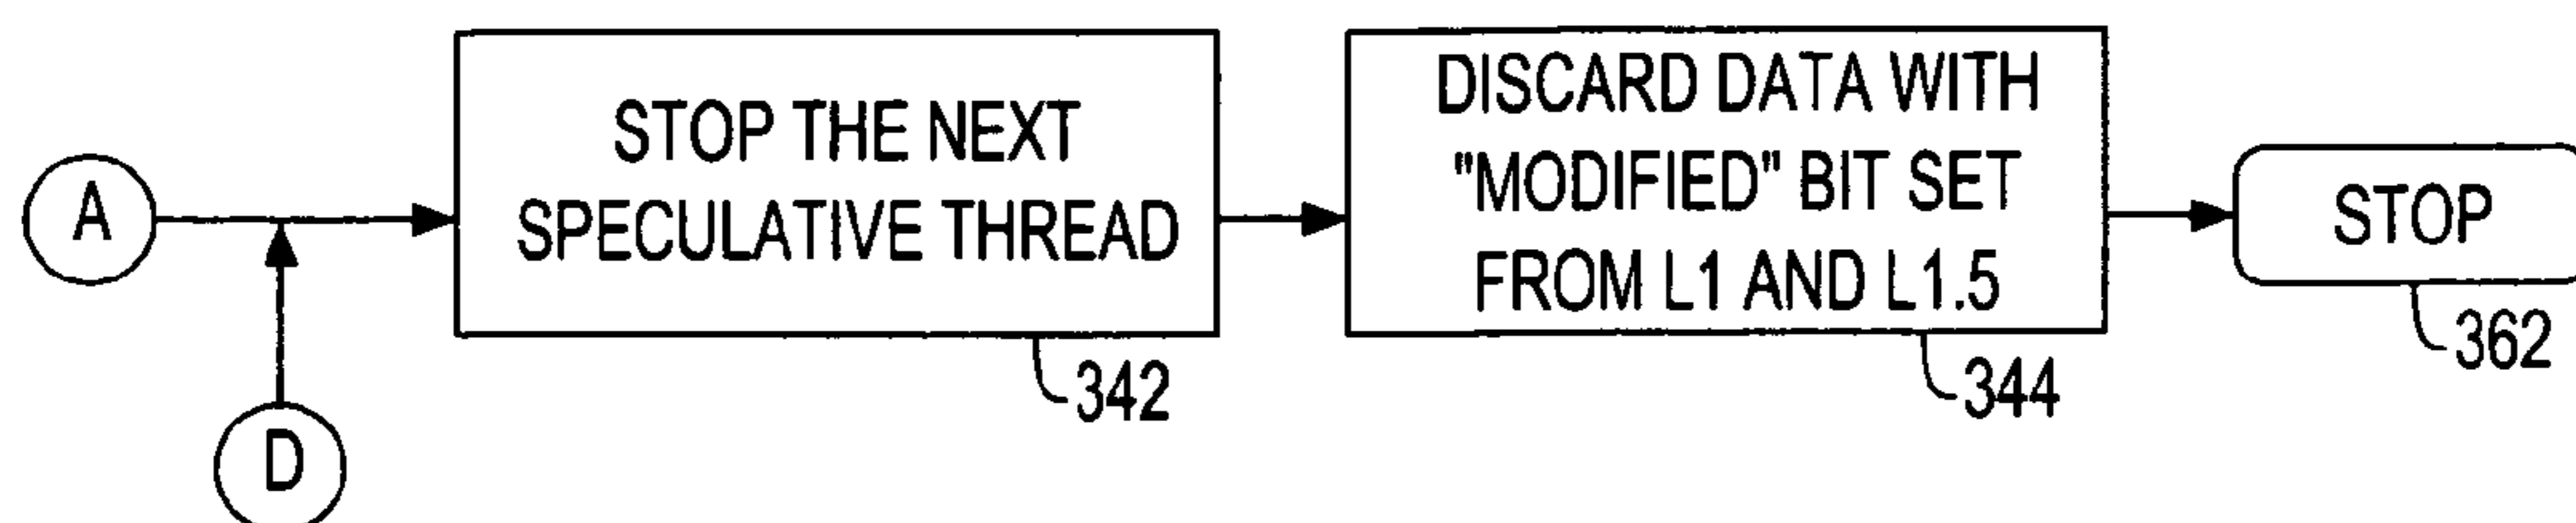 A
D
STOP THE NEXT
SPECULATIVE THREAD
342
DISCARD DATA WITH
"MODIFIED" BIT SET
FROM L1 AND L1.5
344
STOP
362